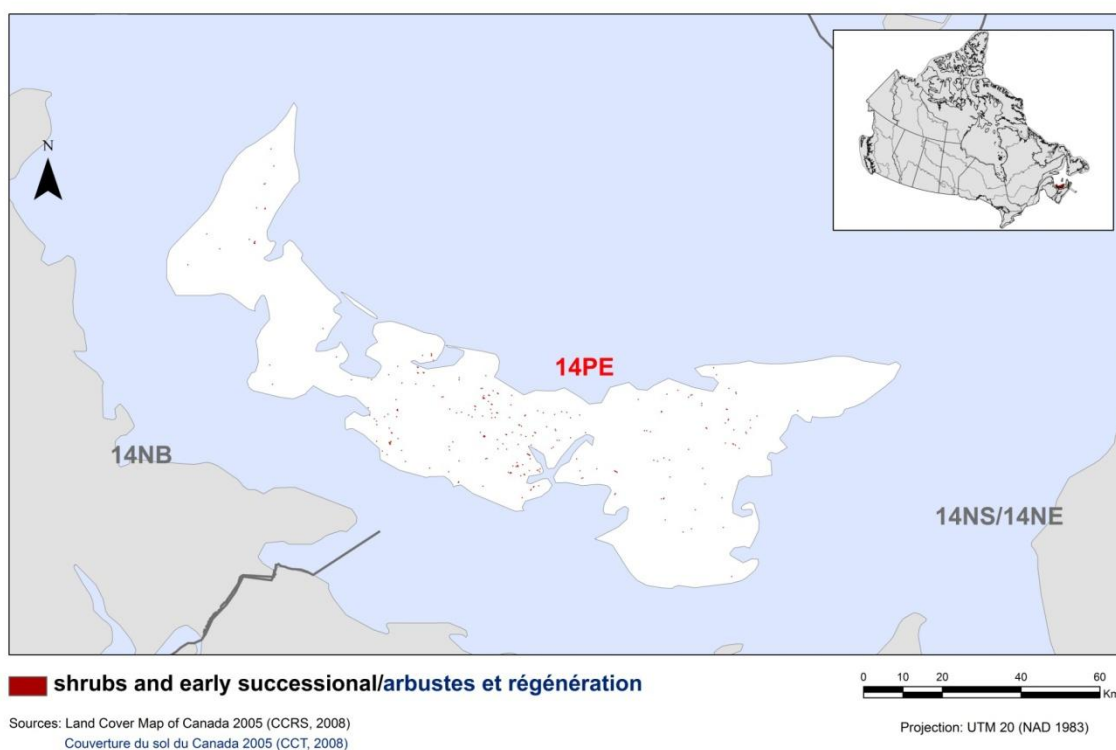 N
14PE
14NB
14NS/14NE
shrubs and early successional/arbustes et régénération
0 10 20 30 40 60
Km
Sources: Land Cover Map of Canada 2005 (CCRS, 2008)
Couverture du sol du Canada 2005 (CCT, 2008)
Projection: UTM 20 (NAD 1983)